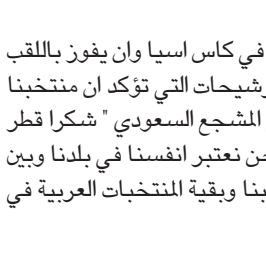 في كاس اسيا وان يفوز باللقب
رشيحات التي تؤكد ان منتخبنا
المشجع السعودي " شكرا قطر
نحن نعتبر انفسنا في بلدنا وبين
بنا وبقية المنتخبات العربية في